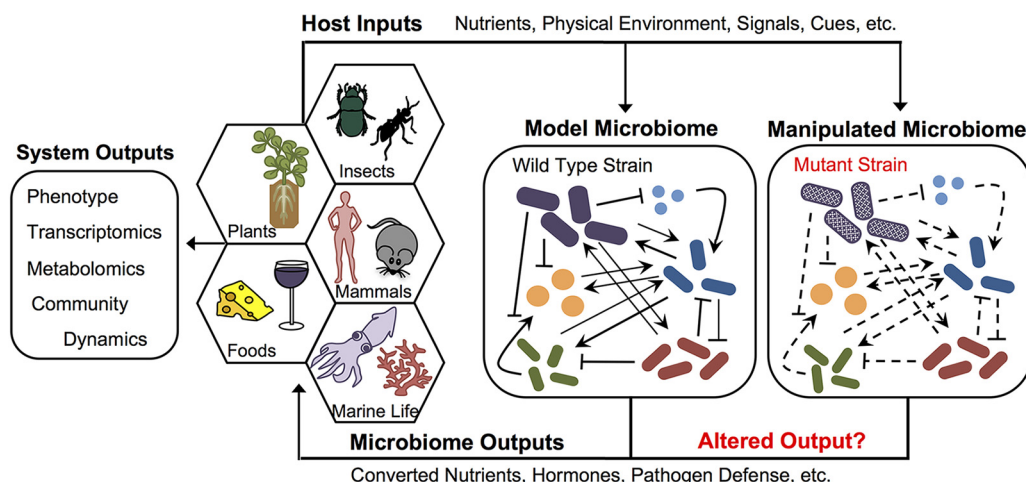 Host Inputs Nutrients, Physical Environment, Signals, Cues, etc.
System Outputs
Phenotype
Transcriptomics
Metabolomics
Community
Dynamics
Insects
Plants
Mammals
Foods
Marine Life
Model Microbiome
Wild Type Strain
Manipulated Microbiome
Mutant Strain
Microbiome Outputs
Altered Output?
Converted Nutrients, Hormones, Pathogen Defense, etc.